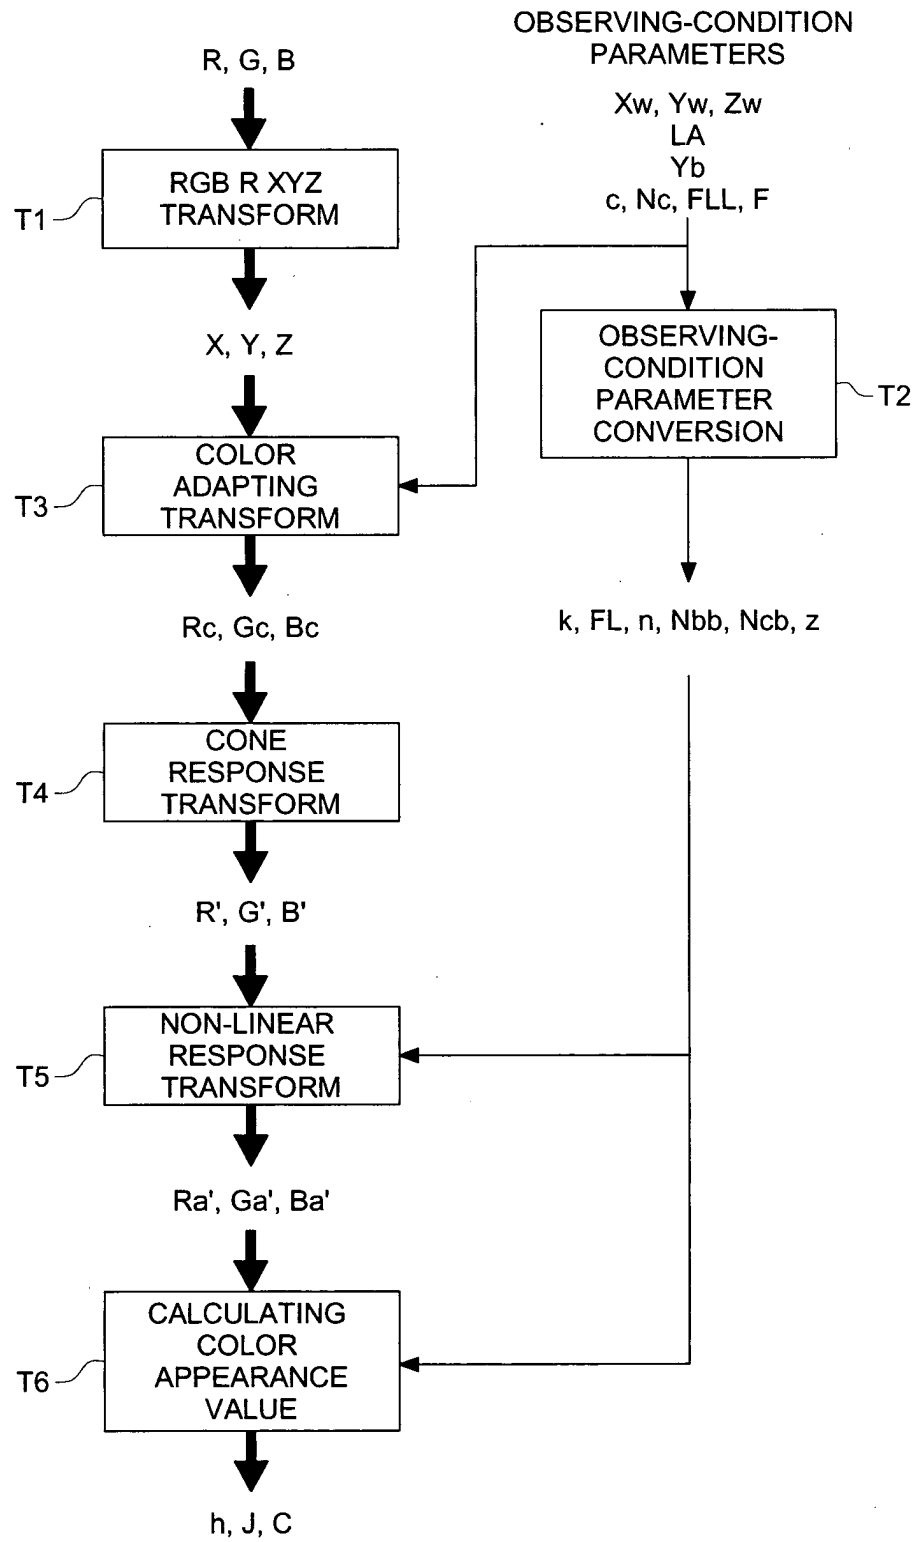 OBSERVING-CONDITION
PARAMETERS
R, G, B
Xw, Yw, Zw
LA
Yb
c, Nc, FLL, F
RGB R XYZ
TRANSFORM
T1
X, Y, Z
OBSERVING-
CONDITION
PARAMETER
CONVERSION
T2
COLOR
ADAPTING
TRANSFORM
T3
Rc, Gc, Bc
k, FL, n, Nbb, Ncb, z
CONE
RESPONSE
TRANSFORM
T4
R', G', B'
NON-LINEAR
RESPONSE
TRANSFORM
T5
Ra', Ga', Ba'
CALCULATING
COLOR
APPEARANCE
VALUE
T6
h, J, C